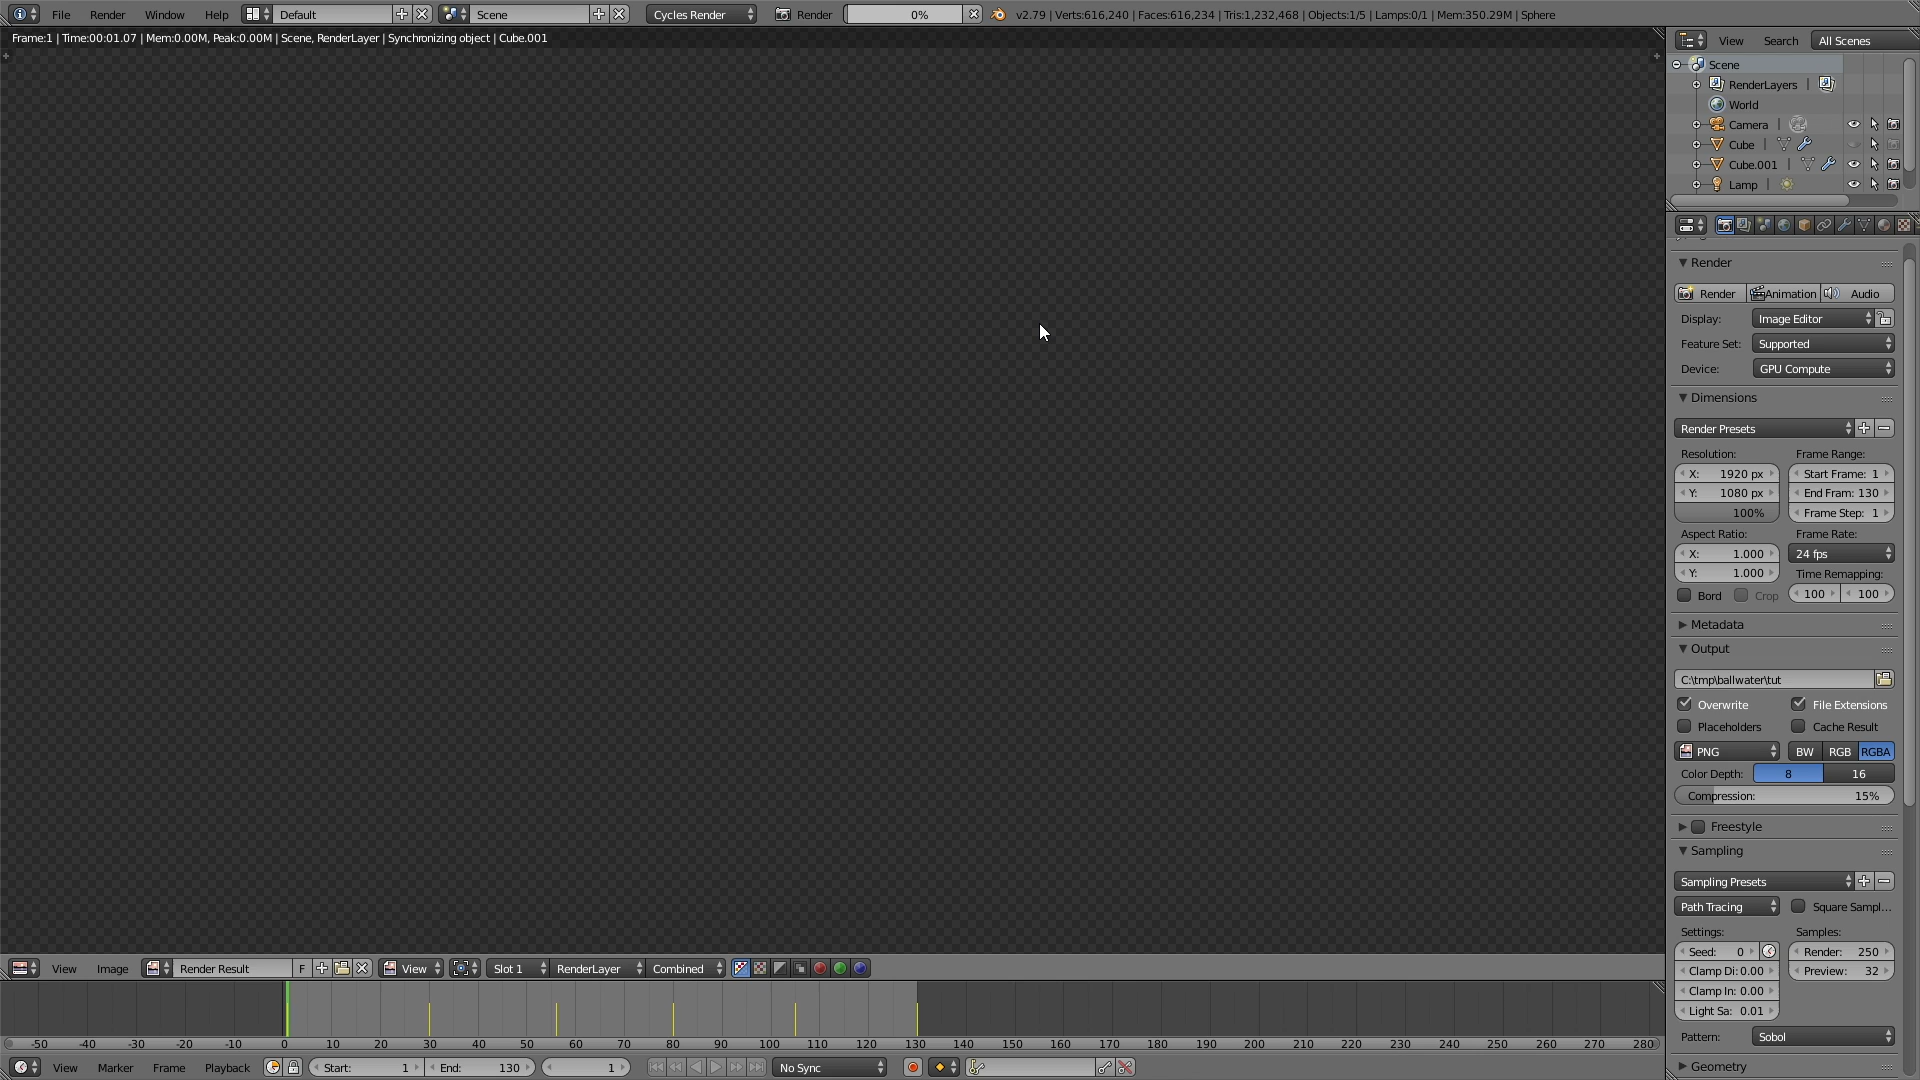 File Render Window Help Default Scene Cycles Render Render 0% v2.79 | Verts:616,240 | Faces:616,234 | Tris:1,232,468 | Objects:1/5 | Lamps:0/1 | Mem:350.29M | Sphere
Frame:1 | Time:00:01.07 | Mem:0.00M, Peak:0.00M | Scene, RenderLayer | Synchronizing object | Cube.001
View Search All Scenes
Scene
RenderLayers |
World
Camera |
Cube |
Cube.001 |
Lamp |
Render
Render Animation Audio
Display: Image Editor
Feature Set: Supported
Device: GPU Compute
Dimensions
Render Presets
Resolution: Frame Range:
X: 1920 px Start Frame: 1
Y: 1080 px End Fram: 130
100% Frame Step: 1
Aspect Ratio: Frame Rate:
X: 1.000 24 fps
Y: 1.000 Time Remapping:
Bord Crop 100 100
Metadata
Output
C:\tmp\ballwater\tut
Overwrite File Extensions
Placeholders Cache Result
PNG BW RGB RGBA
Color Depth: 8 16
Compression: 15%
Freestyle
Sampling
Sampling Presets
Path Tracing Square Sampl...
Settings: Samples:
Seed: 0 Render: 250
Clamp Di: 0.00 Preview: 32
Clamp In: 0.00
Light Sa: 0.01
Pattern: Sobol
Geometry
View Image Render Result F View Slot 1 RenderLayer Combined
-50 -40 -30 -20 -10 0 10 20 30 40 50 60 70 80 90 100 110 120 130 140 150 160 170 180 190 200 210 220 230 240 250 260 270 280
View Marker Frame Playback Start: 1 End: 130 1 No Sync